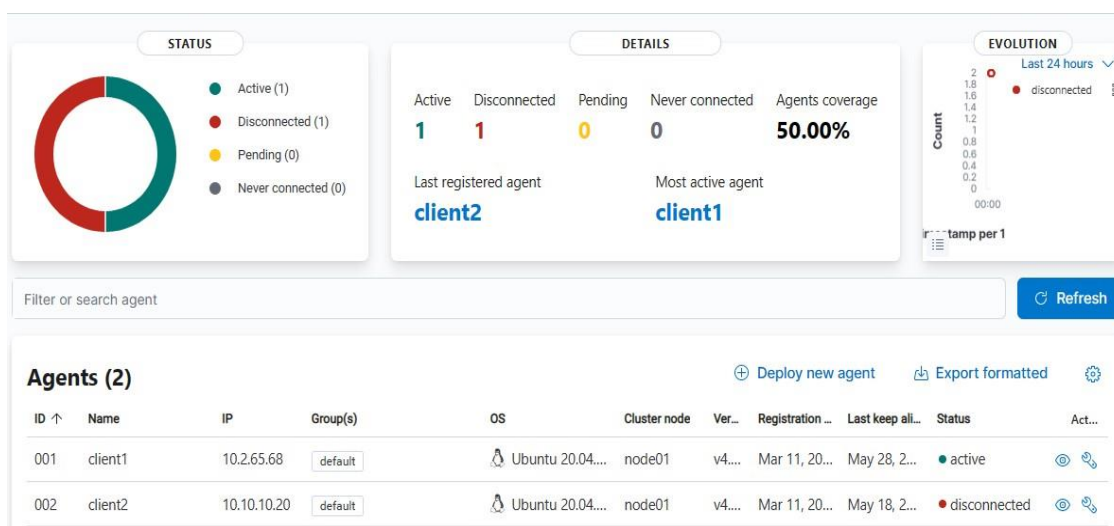 STATUS
Active (1)
Disconnected (1)
Pending (0)
Never connected (0)
DETAILS
Active Disconnected Pending Never connected Agents coverage
1 1 0 0 50.00%
Last registered agent Most active agent
client2 client1
EVOLUTION
Last 24 hours
disconnected
Count
2
1.8
1.6
1.4
1.2
1
0.8
0.6
0.4
0.2
0
00:00
tamp per 1
Filter or search agent
Refresh
Agents (2)
Deploy new agent Export formatted
ID ↑ Name IP Group(s) OS Cluster node Ver... Registration ... Last keep ali... Status Act...
001 client1 10.2.65.68 default Ubuntu 20.04.... node01 v4.... Mar 11, 20... May 28, 2... active
002 client2 10.10.10.20 default Ubuntu 20.04.... node01 v4.... Mar 11, 20... May 18, 2... disconnected